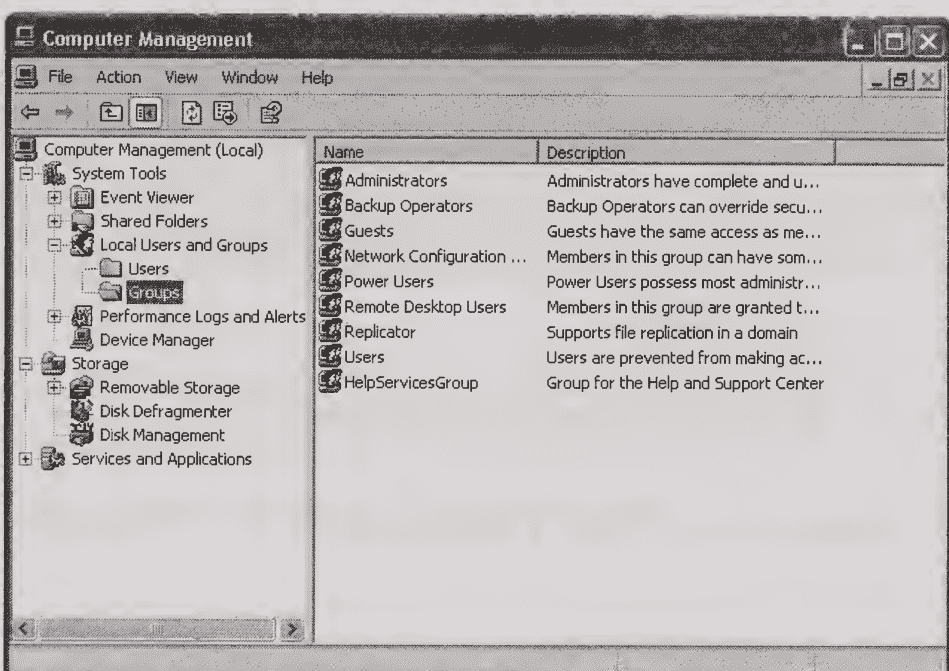 Computer Management
File Action View Window Help
Computer Management (Local)
System Tools
Event Viewer
Shared Folders
Local Users and Groups
Users
Groups
Performance Logs and Alerts
Device Manager
Storage
Removable Storage
Disk Defragmenter
Disk Management
Services and Applications
Name Description
Administrators Administrators have complete and u...
Backup Operators Backup Operators can override secu...
Guests Guests have the same access as me...
Network Configuration ... Members in this group can have som...
Power Users Power Users possess most administr...
Remote Desktop Users Members in this group are granted t...
Replicator Supports file replication in a domain
Users Users are prevented from making ac...
HelpServicesGroup Group for the Help and Support Center